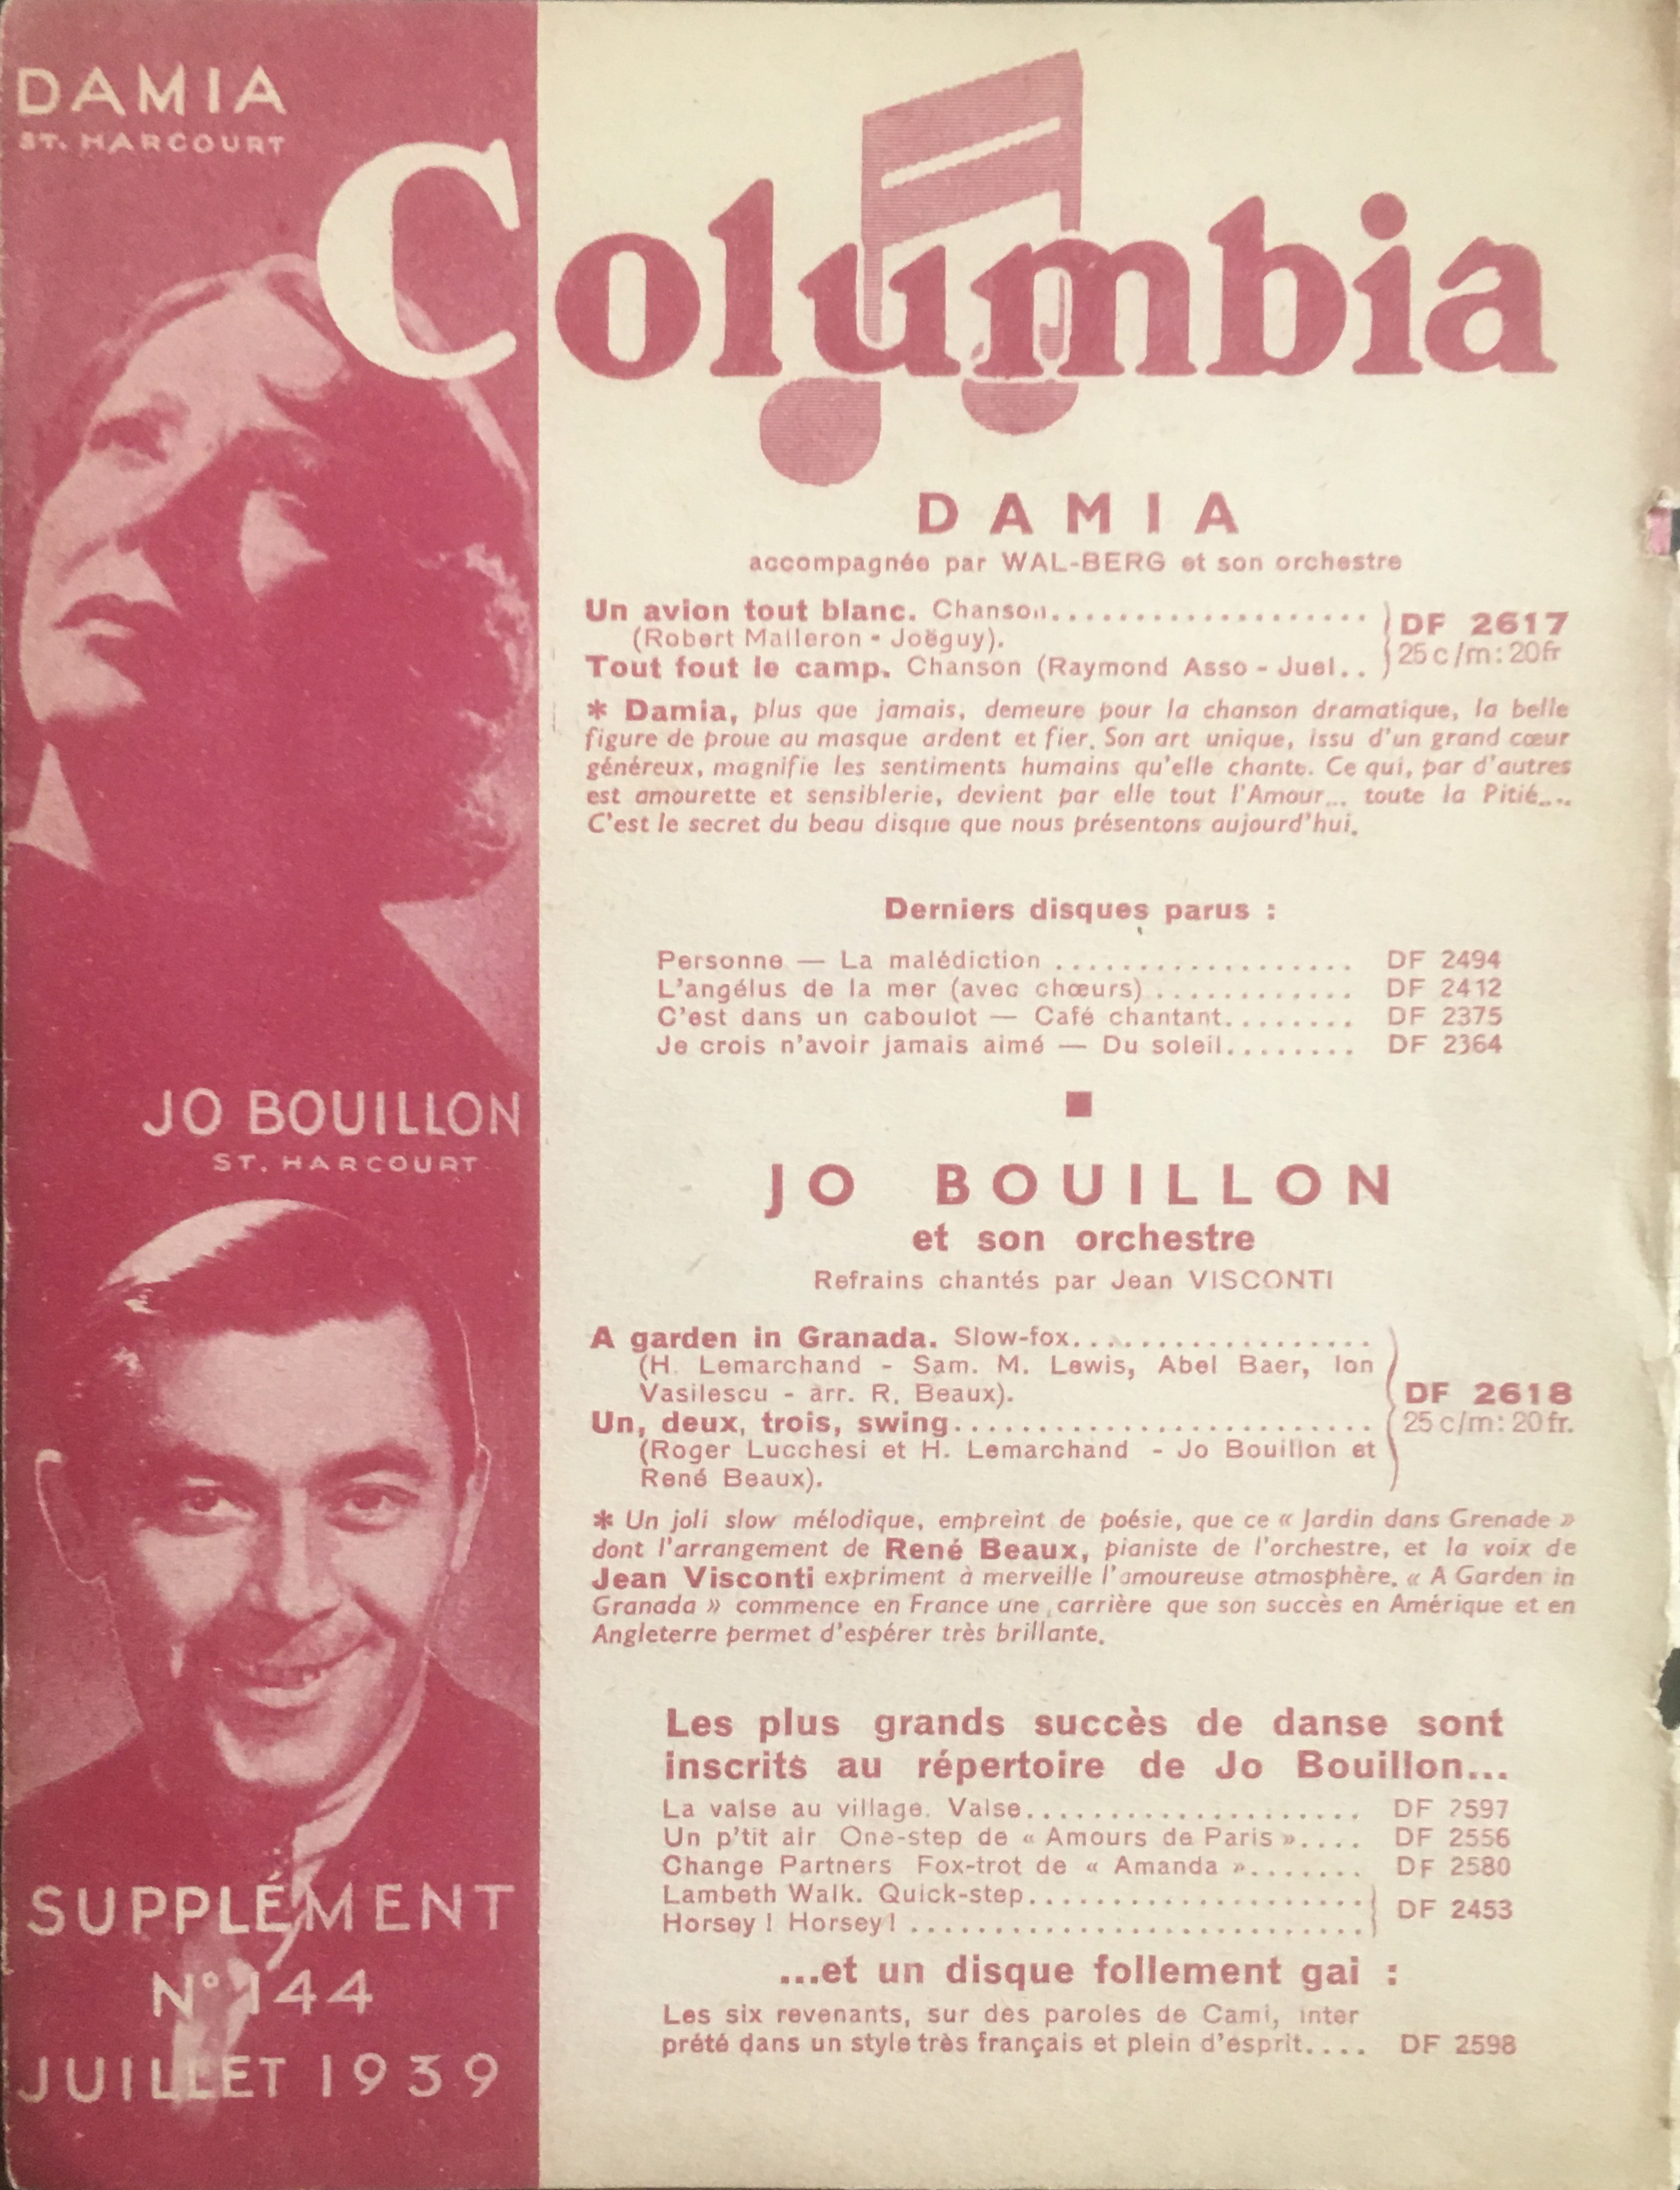 DAMIA
ST. HARCOURT
Columbia
DAMIA
accompagnée par WAL-BERG et son orchestre
Un avion tout blanc. Chanson...................
(Robert Malleron - Joëguy).
Tout fout le camp. Chanson (Raymond Asso - Juel..
DF 2617
25 c/m: 20fr
* Damia, plus que jamais, demeure pour la chanson dramatique, la belle
figure de proue au masque ardent et fier. Son art unique, issu d'un grand cœur
généreux, magnifie les sentiments humains qu'elle chante. Ce qui, par d'autres
est amourette et sensiblerie, devient par elle tout l'Amour... toute la Pitié....
C'est le secret du beau disque que nous présentons aujourd'hui.
Derniers disques parus :
Personne — La malédiction .................. DF 2494
L'angélus de la mer (avec chœurs) ............ DF 2412
C'est dans un caboulot — Café chantant........ DF 2375
Je crois n'avoir jamais aimé — Du soleil........ DF 2364
JO BOUILLON
ST. HARCOURT
JO BOUILLON
et son orchestre
Refrains chantés par Jean VISCONTI
A garden in Granada. Slow-fox..................
(H. Lemarchand - Sam. M. Lewis, Abel Baer, Ion
Vasilescu - arr. R. Beaux).
Un, deux, trois, swing.........................
(Roger Lucchesi et H. Lemarchand - Jo Bouillon et
René Beaux).
DF 2618
25 c/m: 20 fr.
* Un joli slow mélodique, empreint de poésie, que ce « Jardin dans Grenade »
dont l'arrangement de René Beaux, pianiste de l'orchestre, et la voix de
Jean Visconti expriment à merveille l'amoureuse atmosphère. « A Garden in
Granada » commence en France une carrière que son succès en Amérique et en
Angleterre permet d'espérer très brillante.
Les plus grands succès de danse sont
inscrits au répertoire de Jo Bouillon...
La valse au village. Valse.................... DF 2597
Un p'tit air One-step de « Amours de Paris ».... DF 2556
Change Partners Fox-trot de « Amanda »....... DF 2580
Lambeth Walk. Quick-step....................
Horsey ! Horsey ! ...........................
DF 2453
...et un disque follement gai :
Les six revenants, sur des paroles de Cami, inter
prété dans un style très français et plein d'esprit.... DF 2598
SUPPLÉMENT
N° 144
JUILLET 1939